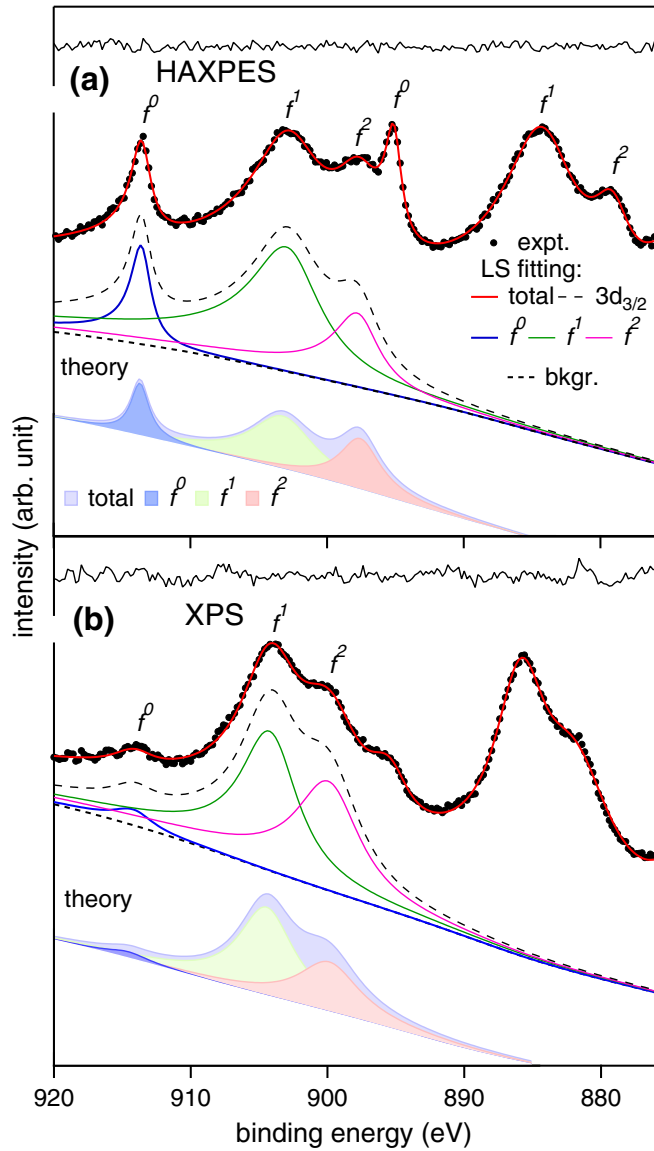 (a) HAXPES
f0 f1 f2 f0 f1 f2
expt.
LS fitting:
total 3d3/2
f0 f1 f2
bkgr.
theory
total f0 f1 f2
(b) XPS
f0 f1 f2
theory
920 910 900 890 880
binding energy (eV)
intensity (arb. unit)